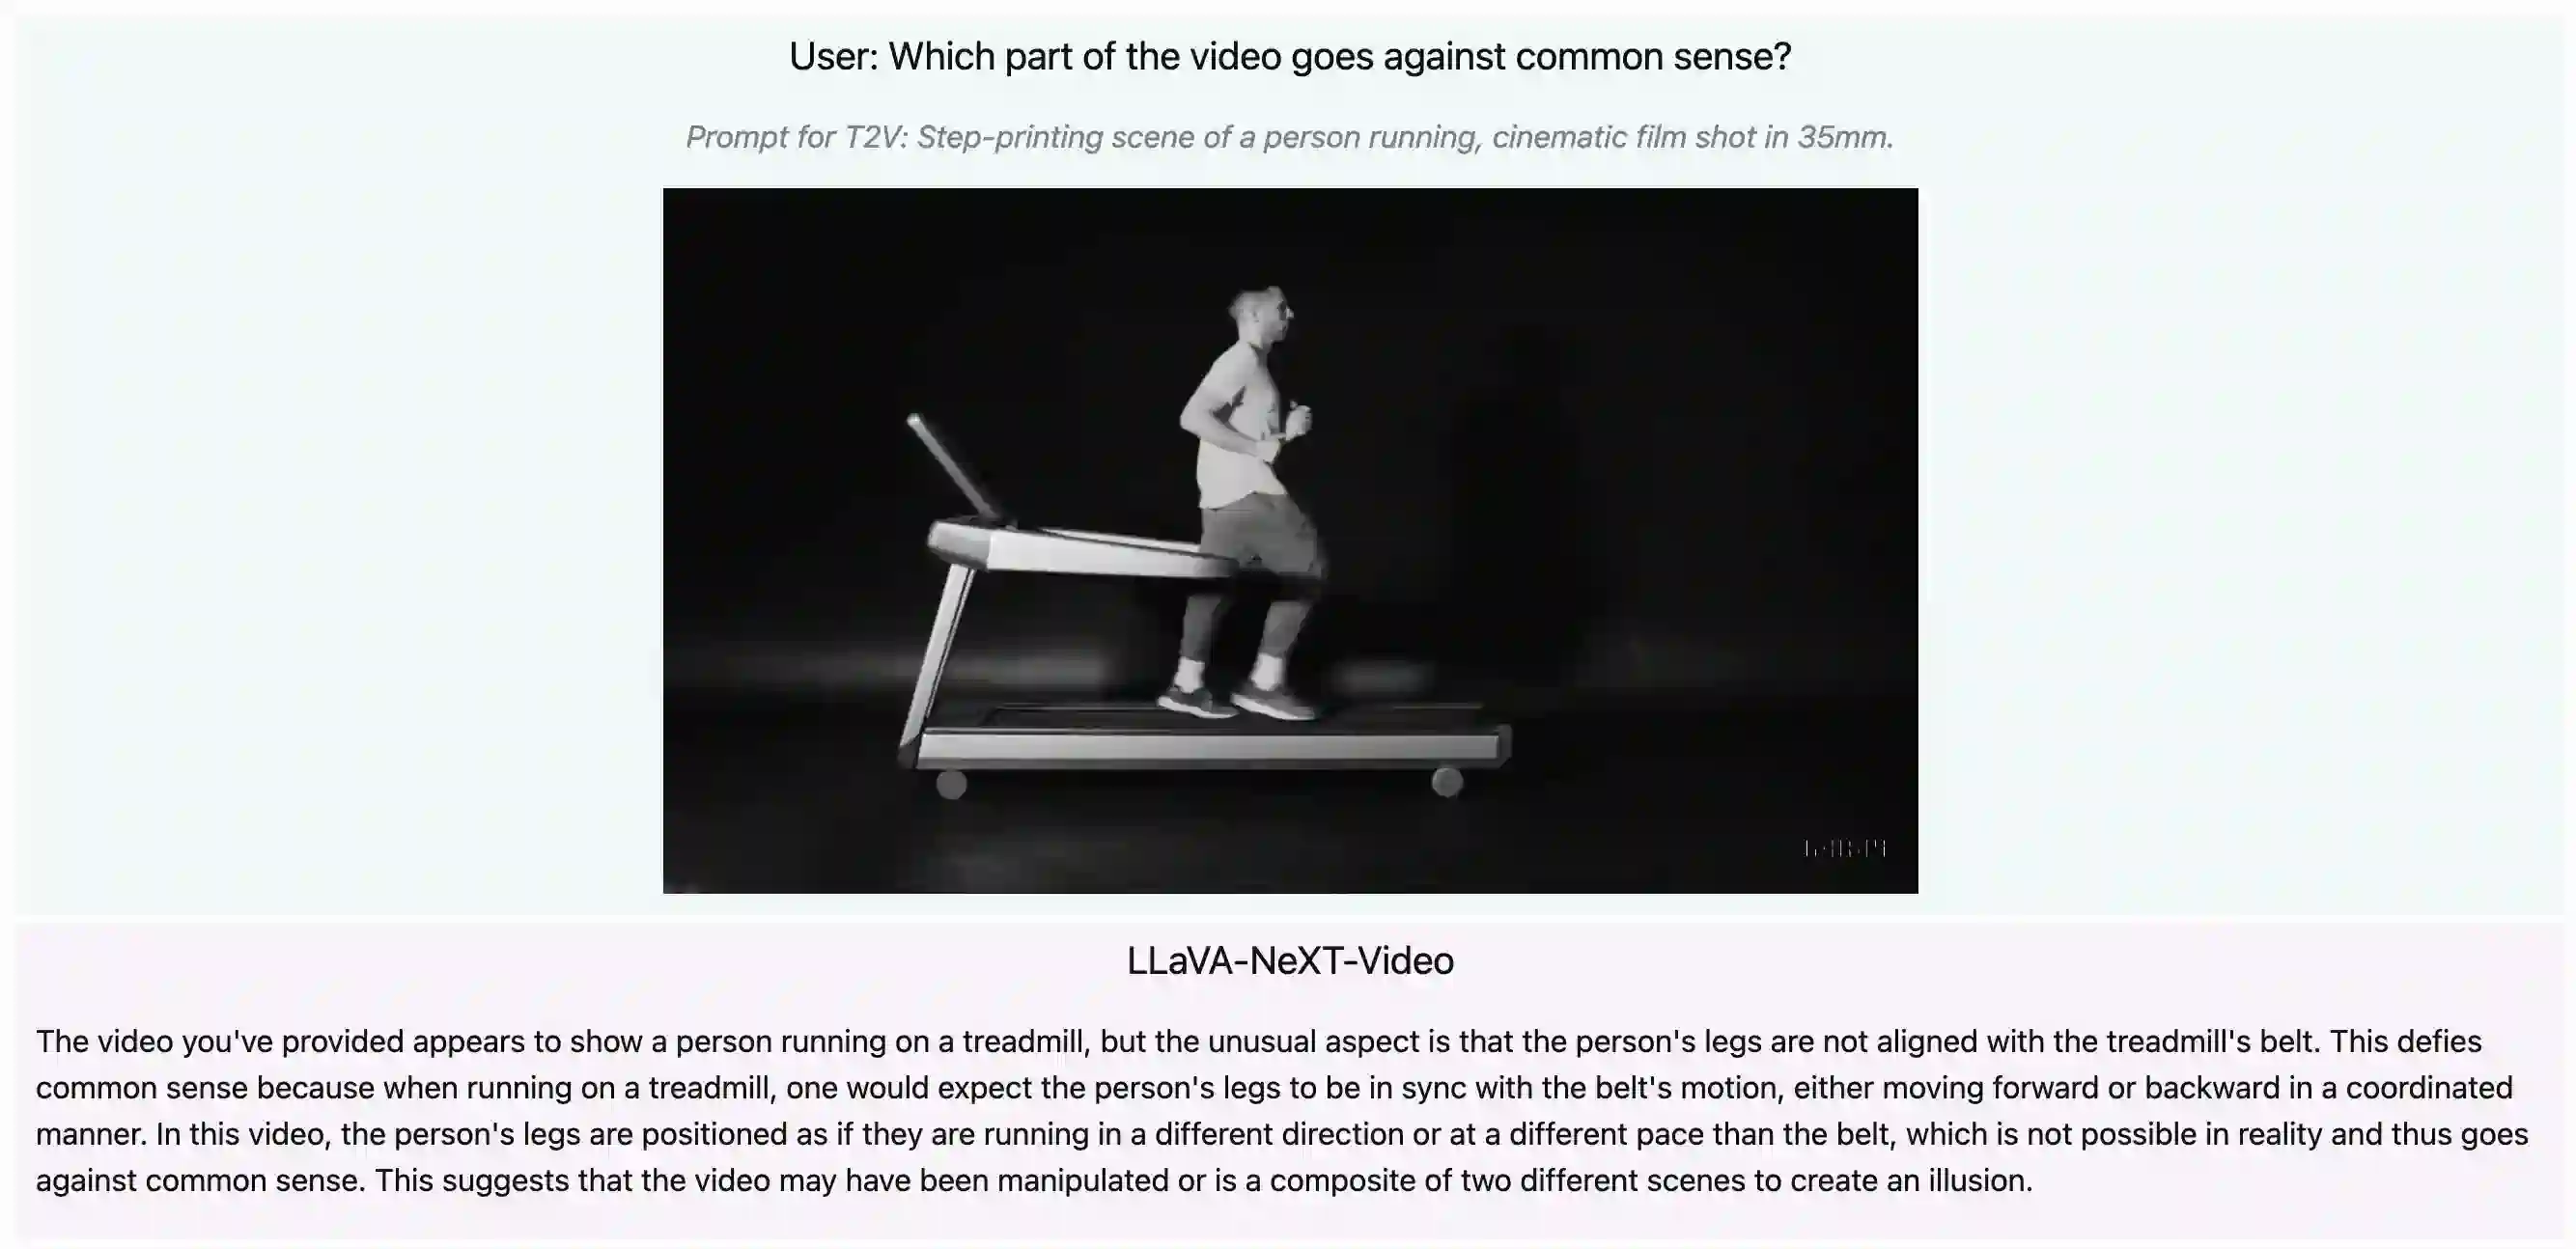 User: Which part of the video goes against common sense?
Prompt for T2V: Step-printing scene of a person running, cinematic film shot in 35mm.
LLaVA-NeXT-Video
The video you've provided appears to show a person running on a treadmill, but the unusual aspect is that the person's legs are not aligned with the treadmill's belt. This defies
common sense because when running on a treadmill, one would expect the person's legs to be in sync with the belt's motion, either moving forward or backward in a coordinated
manner. In this video, the person's legs are positioned as if they are running in a different direction or at a different pace than the belt, which is not possible in reality and thus goes
against common sense. This suggests that the video may have been manipulated or is a composite of two different scenes to create an illusion.